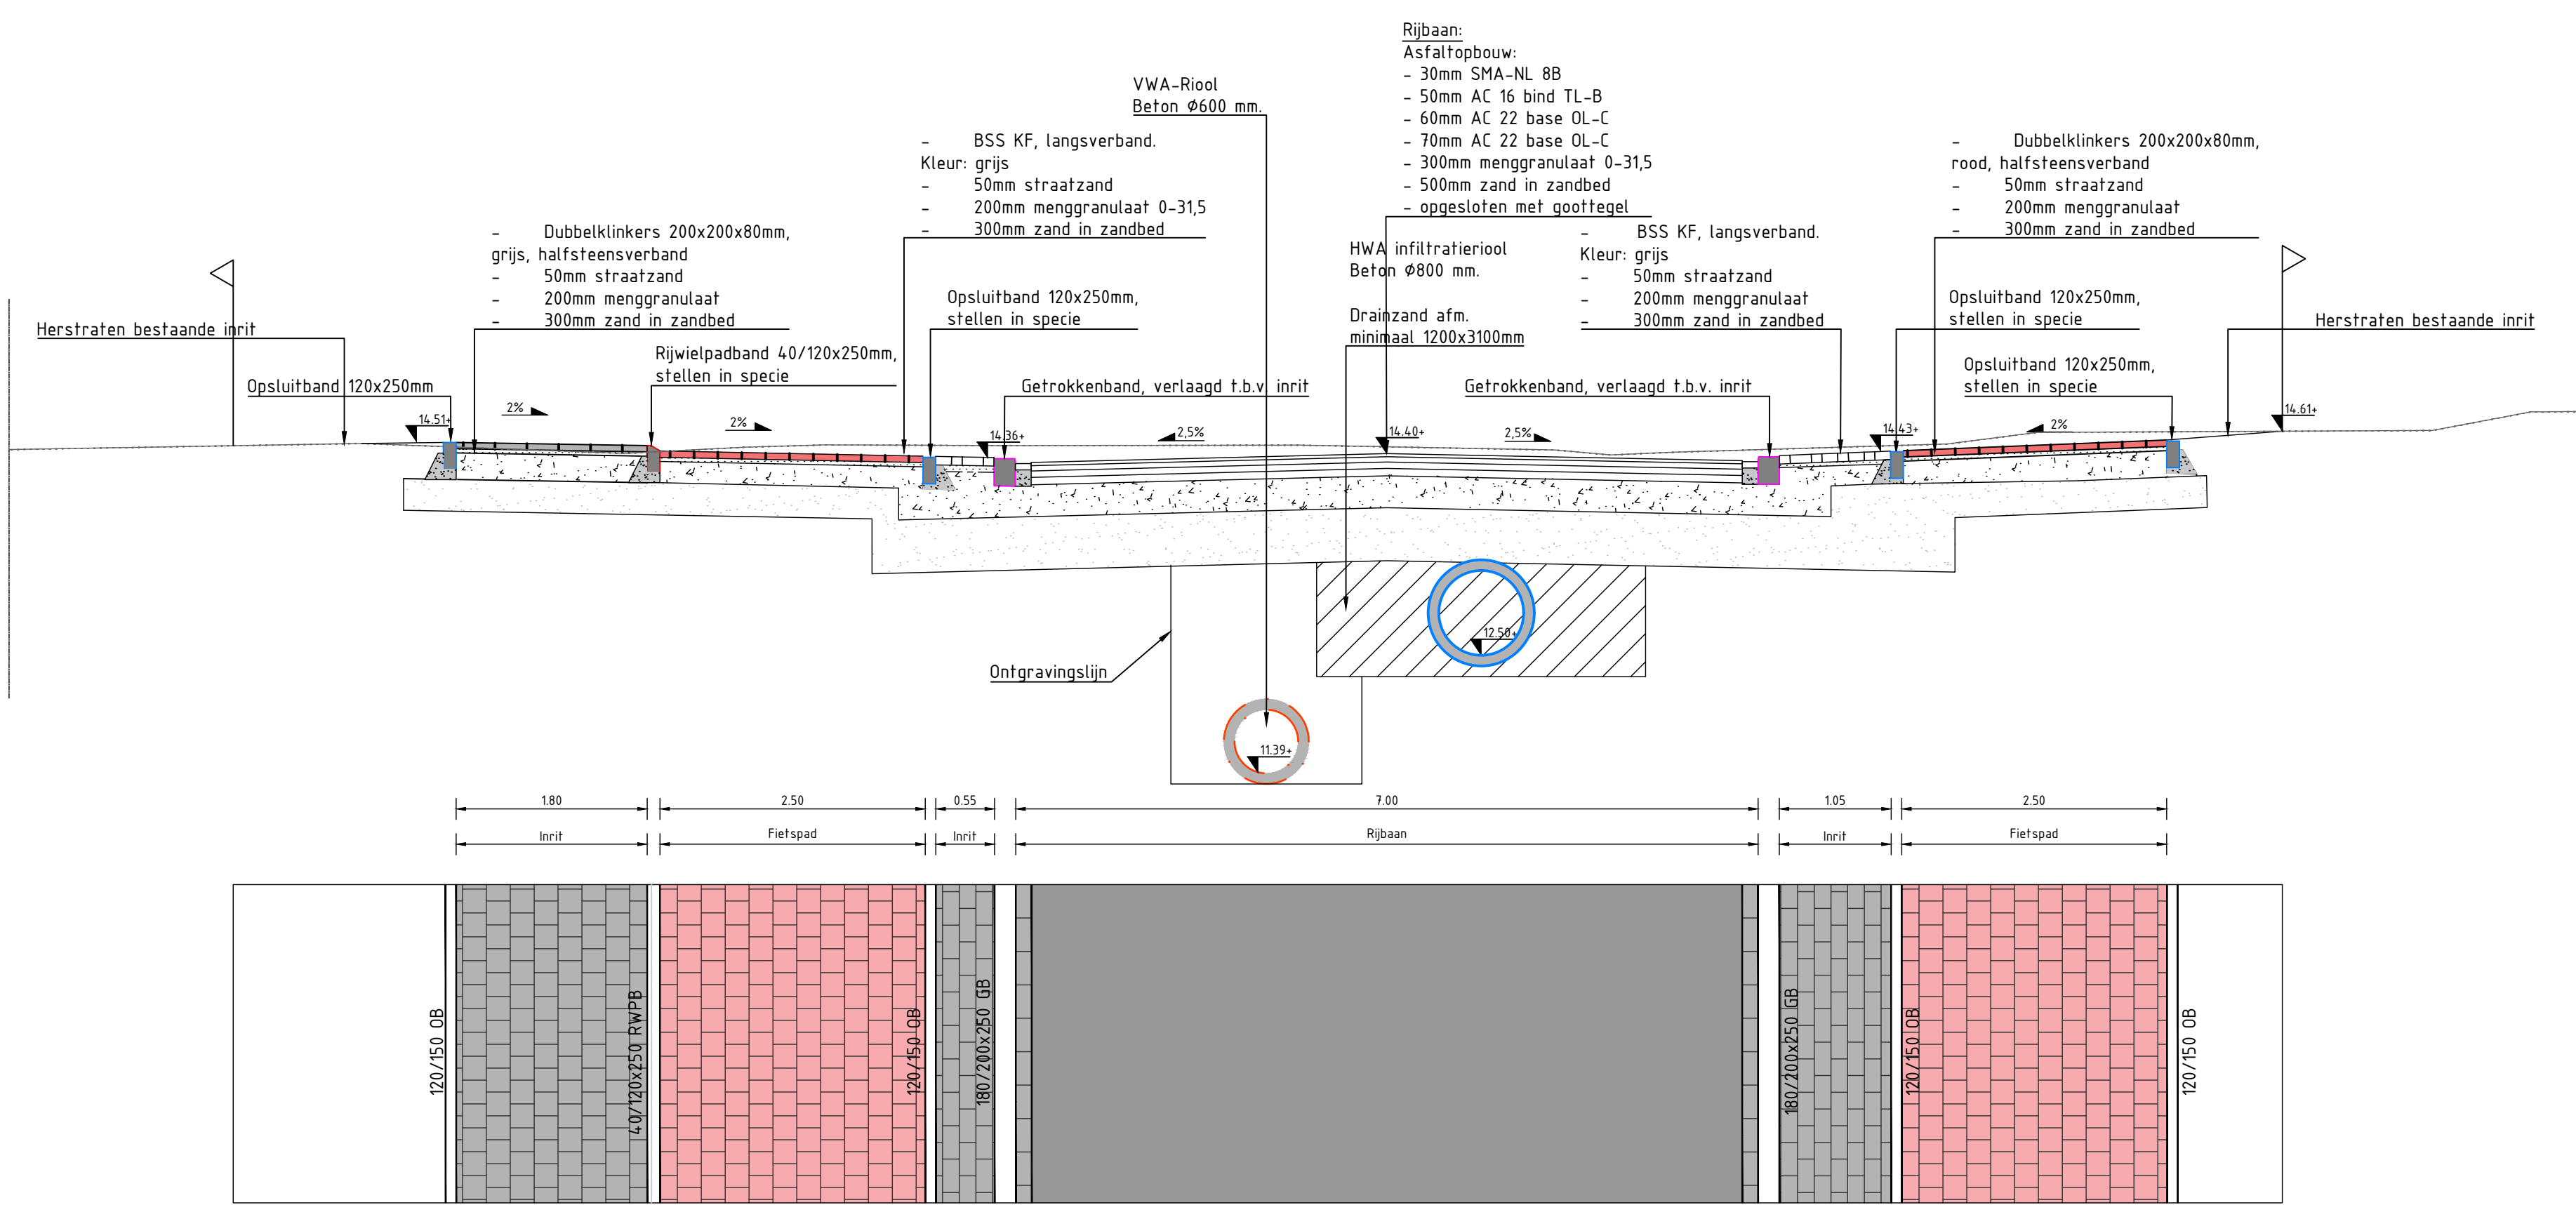 Rijbaan:
Asfaltopbouw:
- 30mm SMA-NL 8B
- 50mm AC 16 bind TL-B
- 60mm AC 22 base OL-C
- 70mm AC 22 base OL-C
- 300mm menggranulaat 0-31,5
- 500mm zand in zandbed
- opgesloten met goottegel
VWA-Riool
Beton Ø600 mm.
- BSS KF, langsverband.
Kleur: grijs
- 50mm straatzand
- 200mm menggranulaat 0-31,5
- 300mm zand in zandbed
- Dubbelklinkers 200x200x80mm,
rood, halfsteensverband
- 50mm straatzand
- 200mm menggranulaat
- 300mm zand in zandbed
- Dubbelklinkers 200x200x80mm,
grijs, halfsteensverband
- 50mm straatzand
- 200mm menggranulaat
- 300mm zand in zandbed
HWA infiltratieriool
Beton Ø800 mm.
Drainzand afm.
minimaal 1200x3100mm
- BSS KF, langsverband.
Kleur: grijs
- 50mm straatzand
- 200mm menggranulaat
- 300mm zand in zandbed
Opsluitband 120x250mm,
stellen in specie
Opsluitband 120x250mm,
stellen in specie
Herstraten bestaande inrit
Herstraten bestaande inrit
Rijwielpadband 40/120x250mm,
stellen in specie
Opsluitband 120x250mm,
stellen in specie
Opsluitband 120x250mm
Getrokkenband, verlaagd t.b.v. inrit
Getrokkenband, verlaagd t.b.v. inrit
14.51+
2%
2%
14.36+
2,5%
14.40+
2,5%
14.43+
2%
14.61+
12.50+
Ontgravingslijn
11.39+
1.80
2.50
0.55
7.00
1.05
2.50
Inrit
Fietspad
Inrit
Rijbaan
Inrit
Fietspad
120/150 OB
40/120x250 RWPB
120/150 OB
180/200x250 GB
180/200x250 GB
120/150 OB
120/150 OB